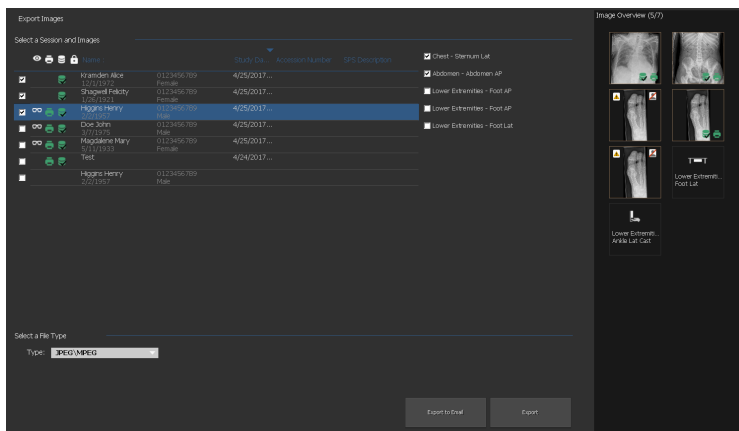 Export Images
Image Overview (5/7)
Select a Session and Images
Name
Study Da... Accession Number SPS Description
Kramden Alice 0123456789 4/25/2017...
12/1/1972 Female
Shagwell Felicity 0123456789 4/25/2017...
1/26/1921 Female
Higgins Henry 0123456789 4/25/2017...
2/2/1957 Male
Doe John 0123456789 4/25/2017...
3/7/1975 Male
Magdalene Mary 0123456789 4/25/2017...
5/11/1933 Female
Test 4/24/2017...
Higgins Henry 0123456789
2/2/1957 Male
Chest - Sternum Lat
Abdomen - Abdomen AP
Lower Extremities - Foot AP
Lower Extremities - Foot AP
Lower Extremities - Foot Lat
Lower Extremiti...
Foot Lat
Lower Extremiti...
Ankle Lat Cast
Select a File Type
Type: JPEG\MPEG
Export to Email
Export